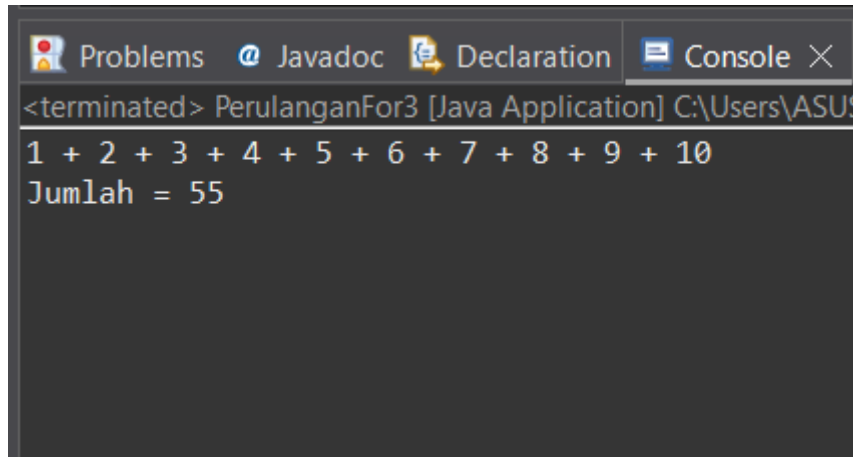 Problems @ Javadoc Declaration Console
<terminated> PerulanganFor3 [Java Application] C:\Users\ASUS
1 + 2 + 3 + 4 + 5 + 6 + 7 + 8 + 9 + 10
Jumlah = 55